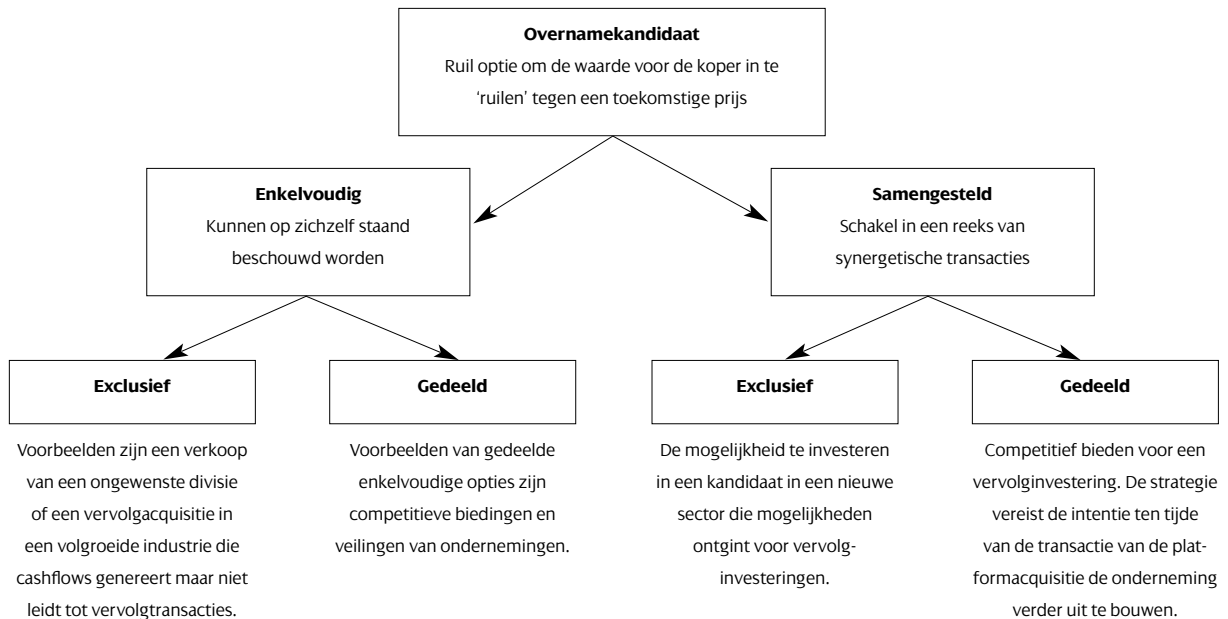 Overnamekandidaat
Ruil optie om de waarde voor de koper in te
‘ruilen’ tegen een toekomstige prijs
Enkelvoudig
Kunnen op zichzelf staand
beschouwd worden
Samengesteld
Schakel in een reeks van
synergetische transacties
Exclusief
Voorbeelden zijn een verkoop
van een ongewenste divisie
of een vervolgacquisitie in
een volgroeide industrie die
cashflows genereert maar niet
leidt tot vervolgtransacties.
Gedeeld
Voorbeelden van gedeelde
enkelvoudige opties zijn
competitieve biedingen en
veilingen van ondernemingen.
Exclusief
De mogelijkheid te investeren
in een kandidaat in een nieuwe
sector die mogelijkheden
ontgint voor vervolg-
investeringen.
Gedeeld
Competitief bieden voor een
vervolginvestering. De strategie
vereist de intentie ten tijde
van de transactie van de plat-
formacquisitie de onderneming
verder uit te bouwen.